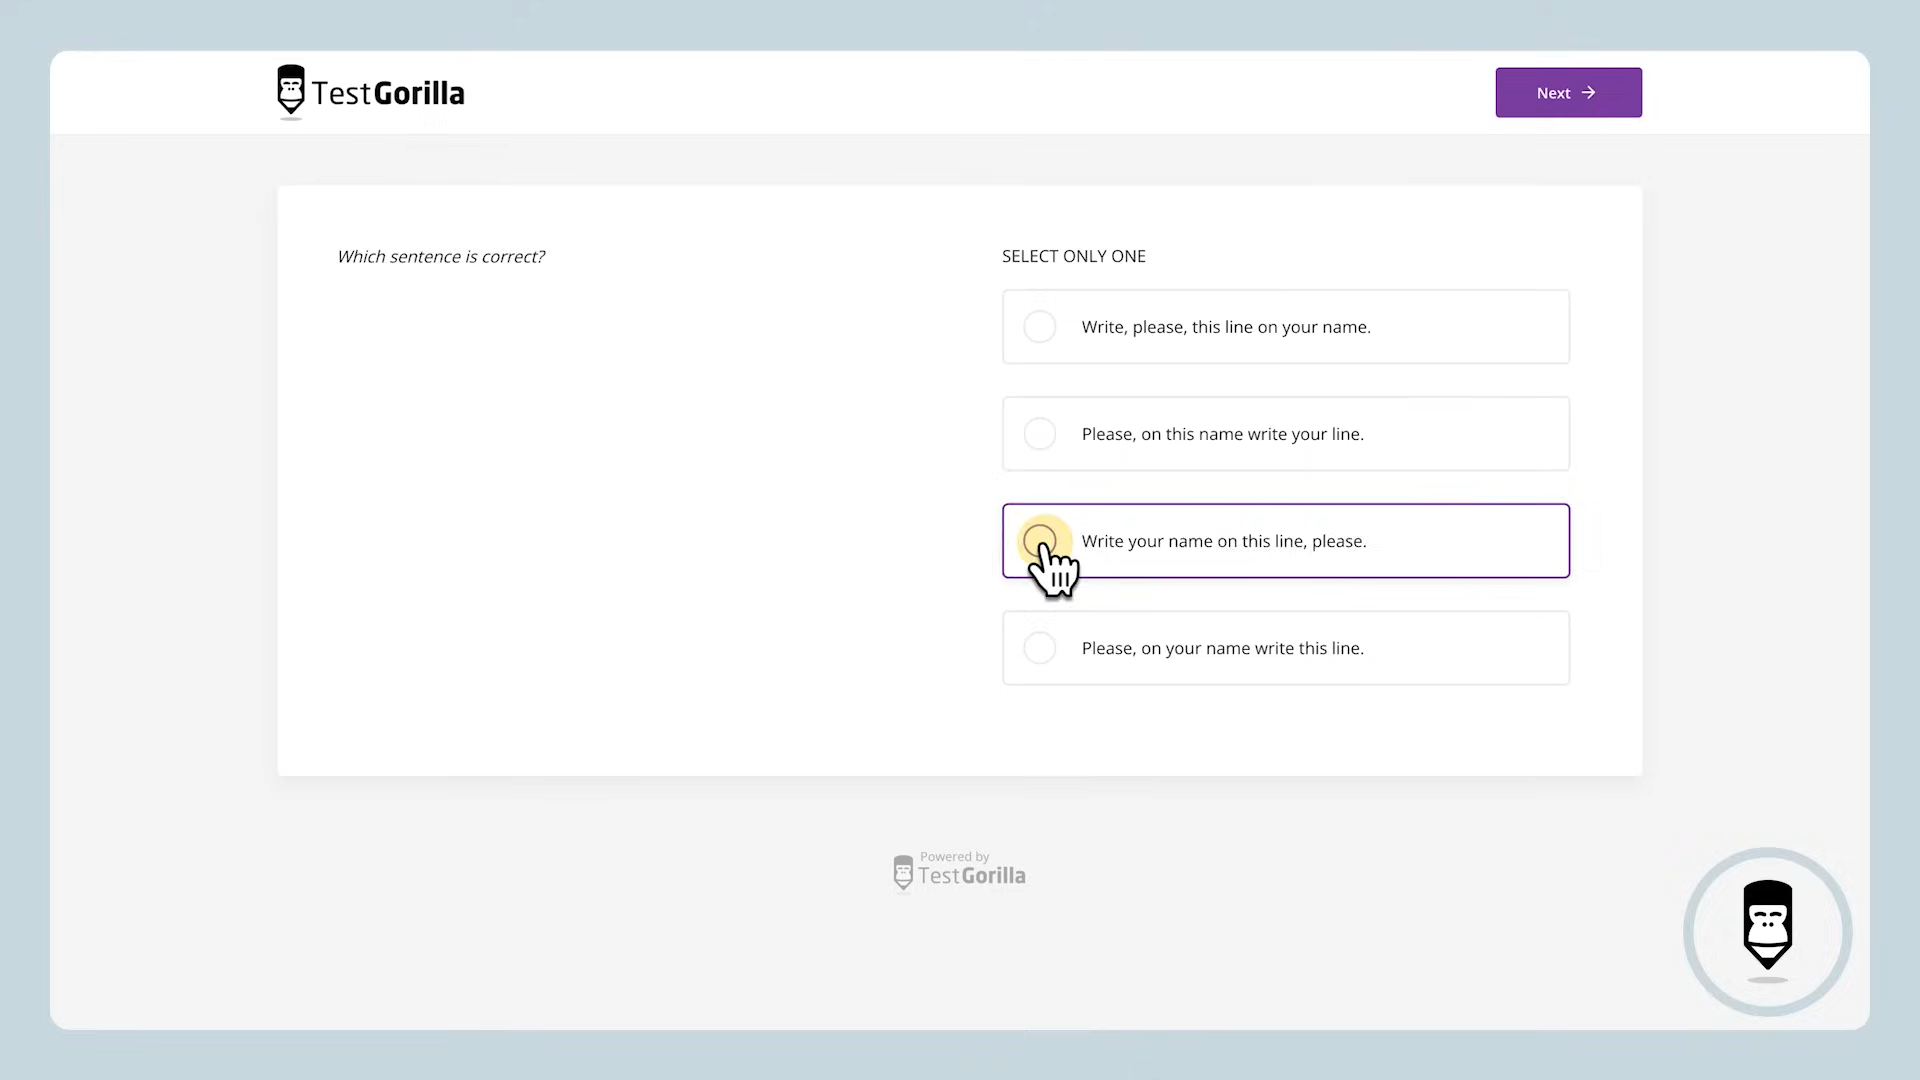 TestGorilla
Next
Which sentence is correct?
SELECT ONLY ONE
Write, please, this line on your name.
Please, on this name write your line.
Write your name on this line, please.
Please, on your name write this line.
Powered by
TestGorilla